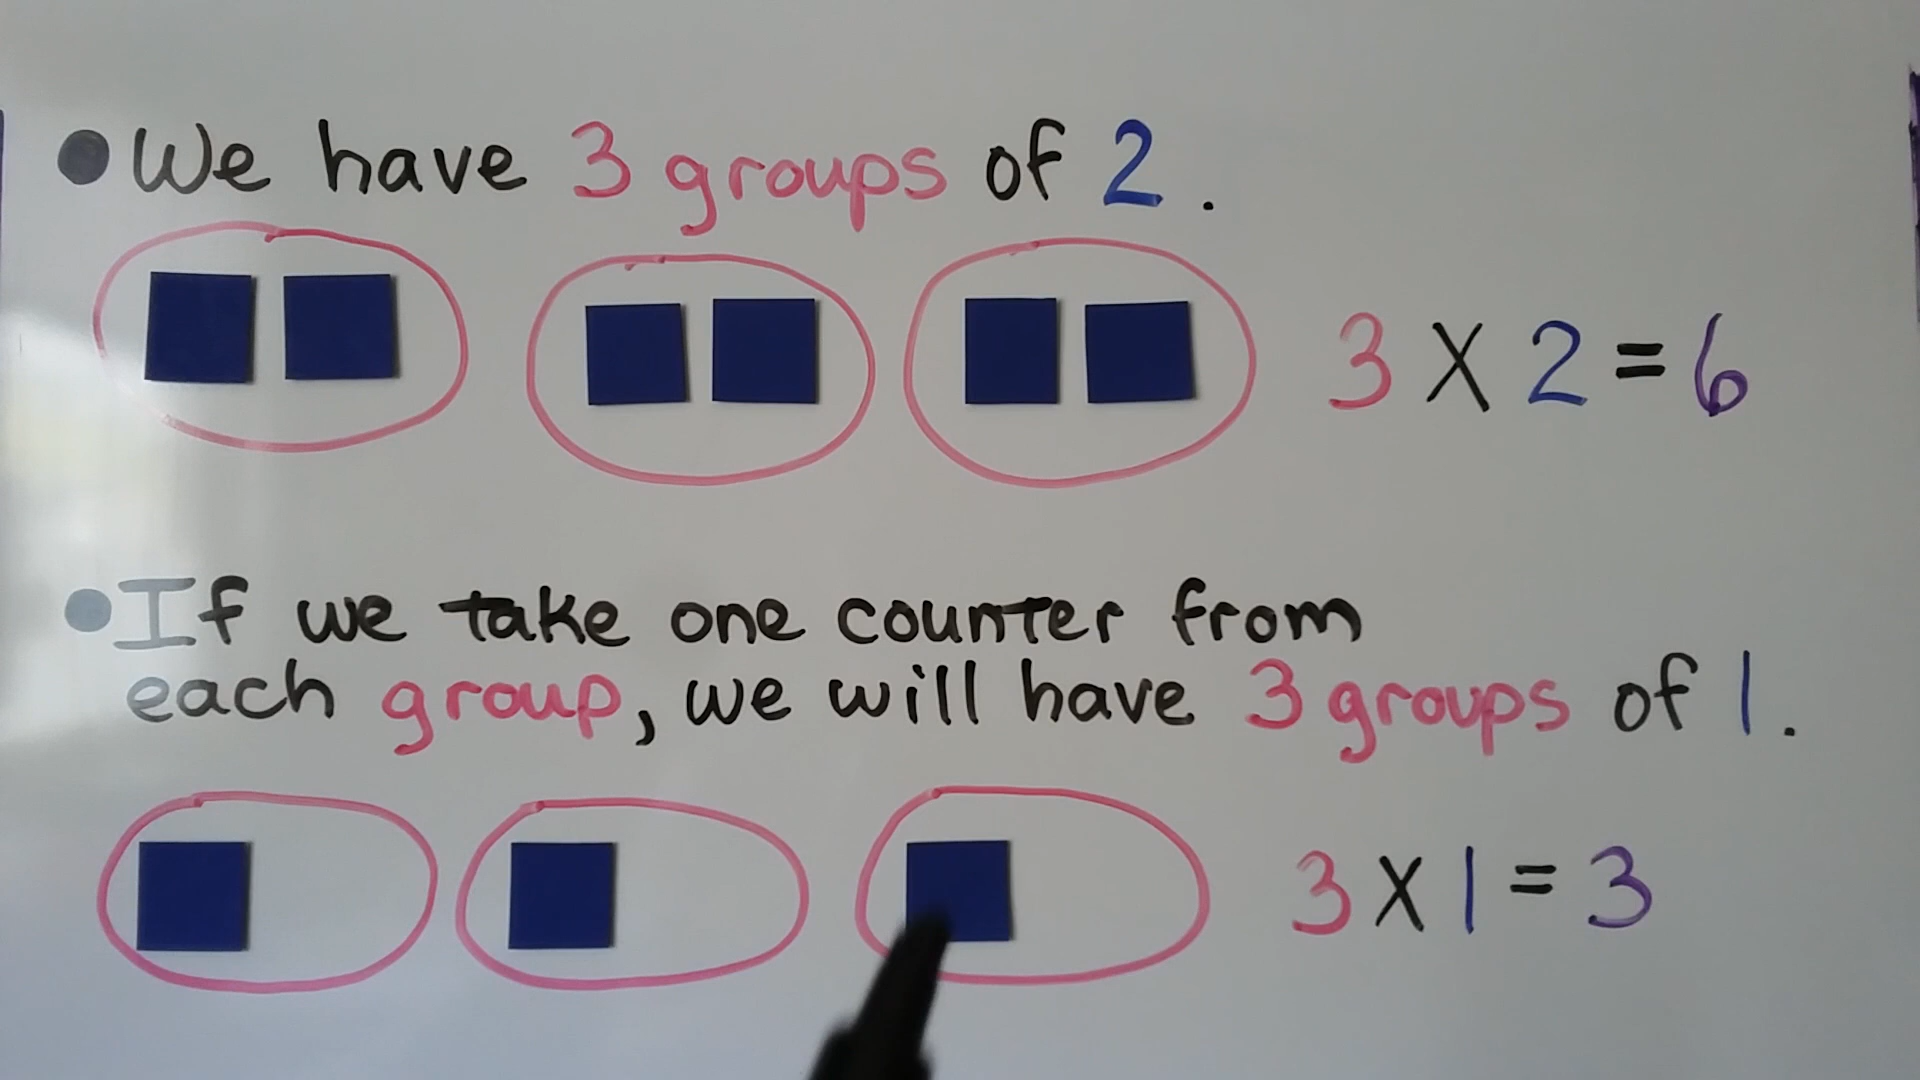 • We have 3 groups of 2.
3 X 2 = 6
• If we take one counter from
each group, we will have 3 groups of 1.
3 X 1 = 3